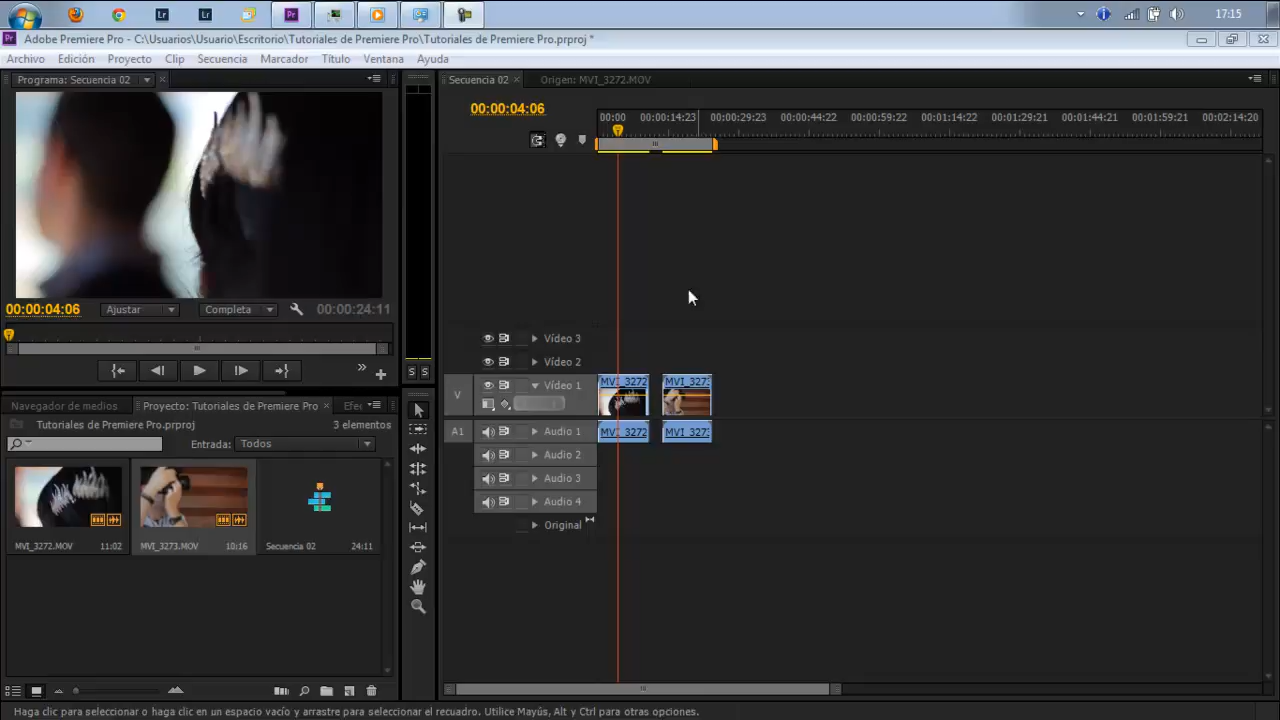 17:15
Adobe Premiere Pro - C:\Usuarios\Usuario\Escritorio\Tutoriales de Premiere Pro\Tutoriales de Premiere Pro.prproj *
Archivo Edición Proyecto Clip Secuencia Marcador Título Ventana Ayuda
Programa: Secuencia 02
Secuencia 02 Origen: MVI_3272.MOV
00:00:04:06
00:00 00:00:14:23 00:00:29:23 00:00:44:22 00:00:59:22 00:01:14:22 00:01:29:21 00:01:44:21 00:01:59:21 00:02:14:20
00:00:04:06 Ajustar Completa 00:00:24:11
Vídeo 3
Vídeo 2
V Vídeo 1 MVI_3272 MVI_327
A1 Audio 1 MVI_3272 MVI_327
Audio 2
Audio 3
Audio 4
Original
S S
Navegador de medios Proyecto: Tutoriales de Premiere Pro Efe
Tutoriales de Premiere Pro.prproj 3 elementos
Entrada: Todos
MVI_3272.MOV 11:02 MVI_3273.MOV 10:16 Secuencia 02 24:11
Haga clic para seleccionar o haga clic en un espacio vacío y arrastre para seleccionar el recuadro. Utilice Mayús, Alt y Ctrl para otras opciones.